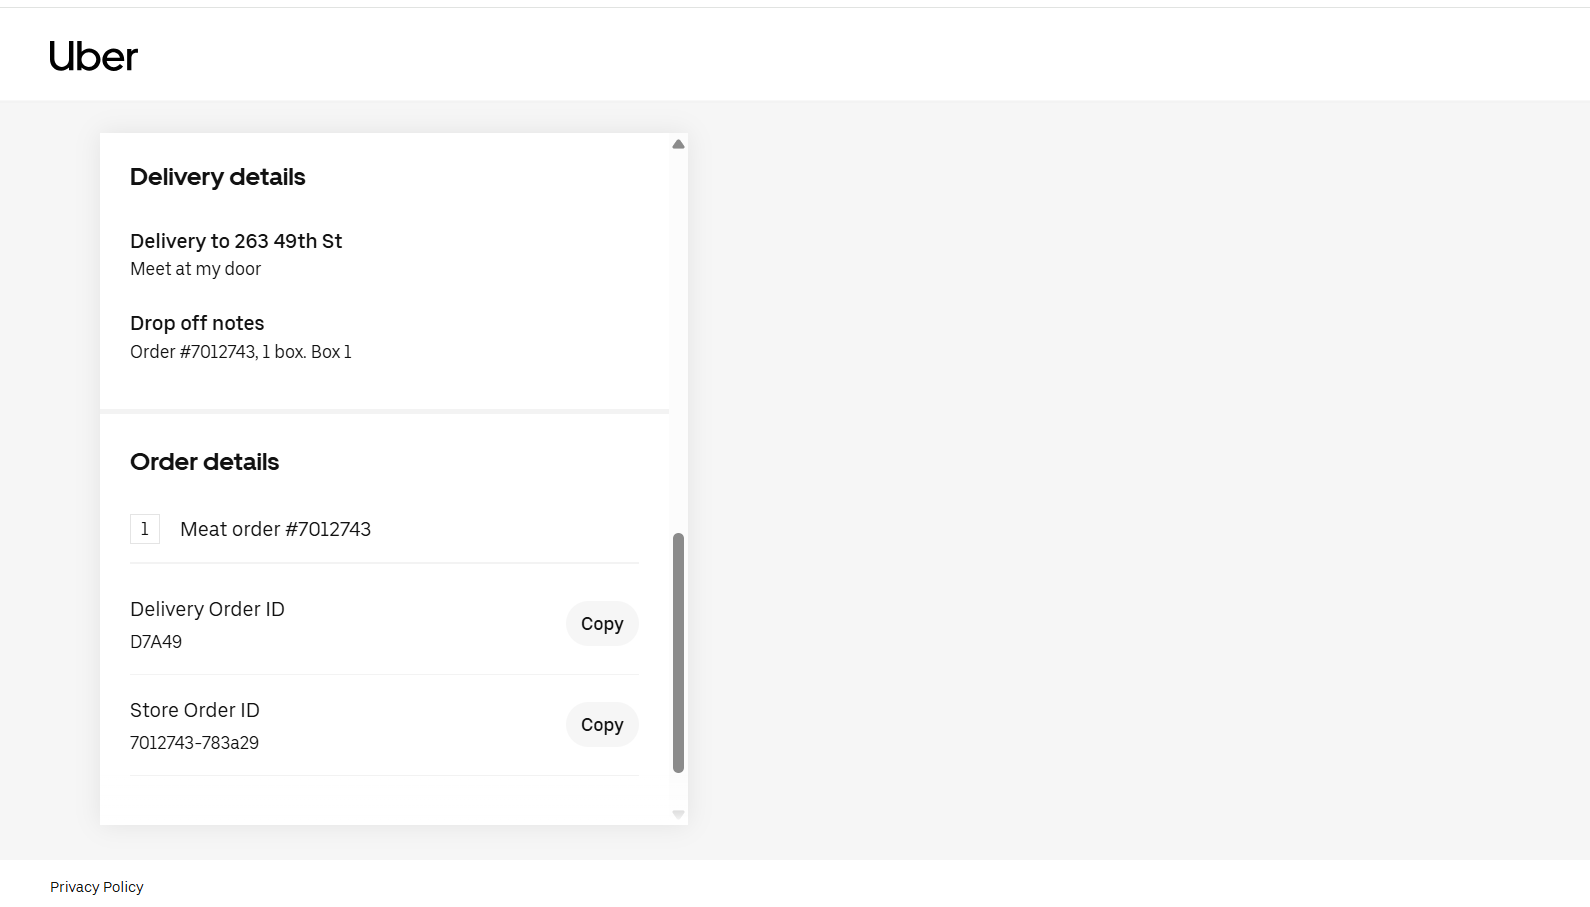 Uber
Delivery details
Delivery to 263 49th St
Meet at my door
Drop off notes
Order #7012743, 1 box. Box 1
Order details
1 Meat order #7012743
Delivery Order ID
D7A49
Copy
Store Order ID
7012743-783a29
Copy
Privacy Policy